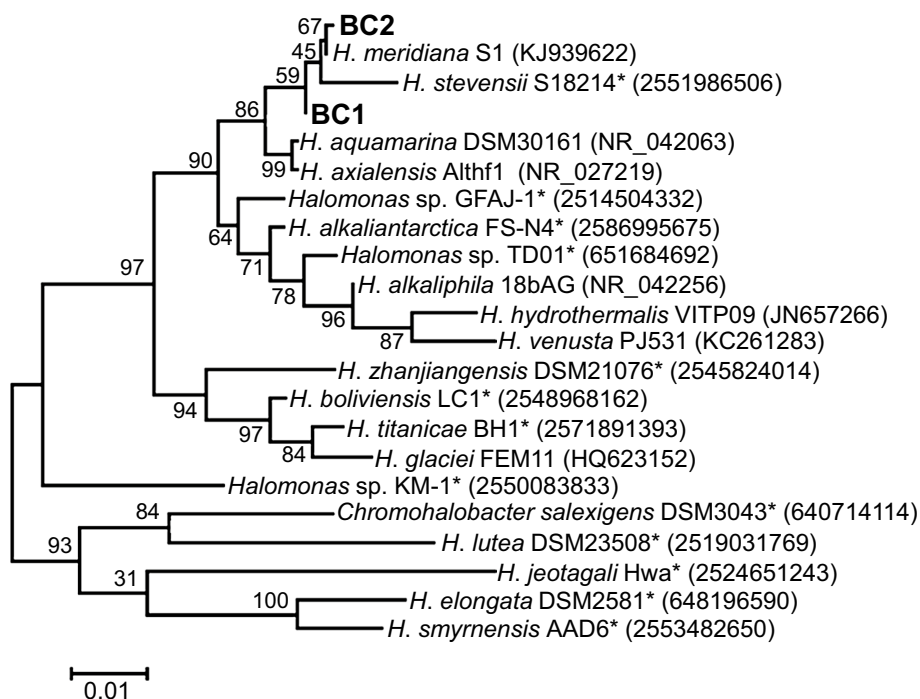 67
BC2
H. meridiana S1 (KJ939622)
45
59
H. stevensii S18214* (2551986506)
BC1
86
H. aquamarina DSM30161 (NR_042063)
99
H. axialensis Althf1 (NR_027219)
90
Halomonas sp. GFAJ-1* (2514504332)
64
H. alkaliantarctica FS-N4* (2586995675)
71
Halomonas sp. TD01* (651684692)
97
78
H. alkaliphila 18bAG (NR_042256)
96
H. hydrothermalis VITP09 (JN657266)
87
H. venusta PJ531 (KC261283)
H. zhanjiangensis DSM21076* (2545824014)
94
H. boliviensis LC1* (2548968162)
97
H. titanicae BH1* (2571891393)
84
H. glaciei FEM11 (HQ623152)
Halomonas sp. KM-1* (2550083833)
84
Chromohalobacter salexigens DSM3043* (640714114)
93
H. lutea DSM23508* (2519031769)
31
H. jeotagali Hwa* (2524651243)
100
H. elongata DSM2581* (648196590)
H. smyrnensis AAD6* (2553482650)
0.01